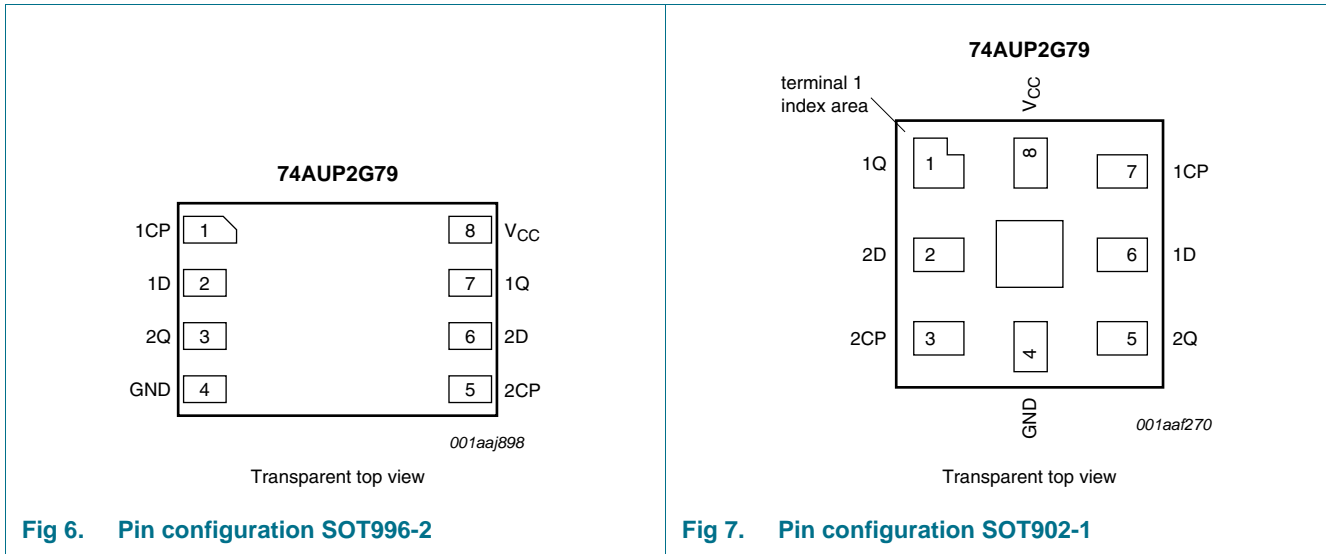 74AUP2G79
1CP 1 8 VCC
1D 2 7 1Q
2Q 3 6 2D
GND 4 5 2CP
001aaj898
Transparent top view
Fig 6. Pin configuration SOT996-2
74AUP2G79
terminal 1
index area
VCC
1Q 1 8 7 1CP
2D 2 6 1D
2CP 3 4 5 2Q
GND
001aaf270
Transparent top view
Fig 7. Pin configuration SOT902-1